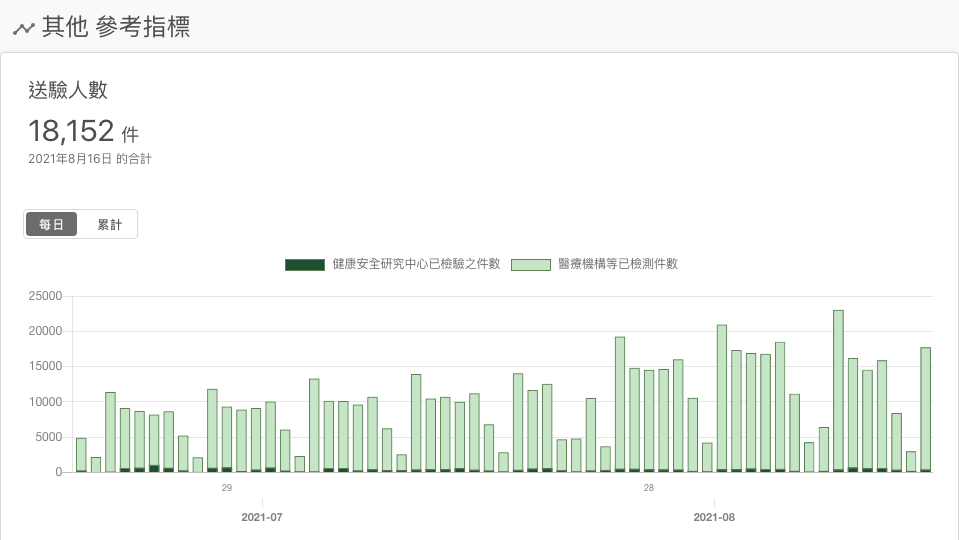 其他 參考指標
送驗人數
18,152 件
2021年8月16日 的合計
每日 累計
健康安全研究中心已檢驗之件數 醫療機構等已檢測件數
25000
20000
15000
10000
5000
0
29 28
2021-07 2021-08